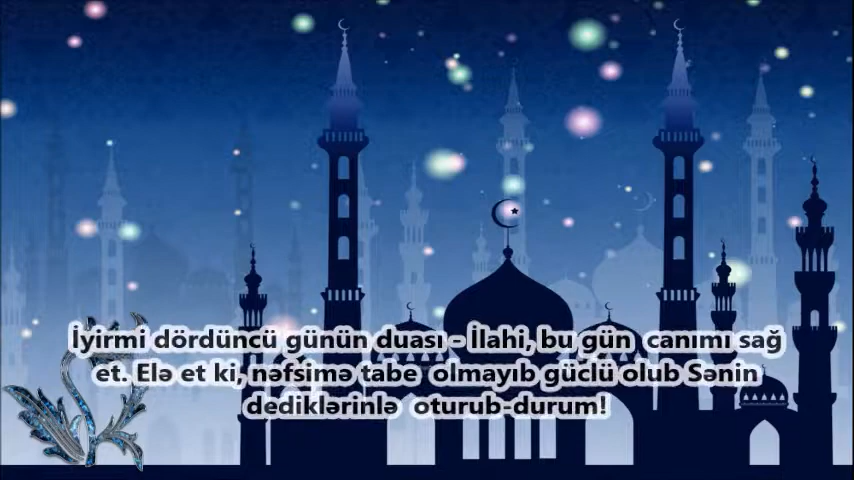 İyirmi dördüncü günün duası - İlahi, bu gün canımı sağ
et. Elə et ki, nəfsimə tabe olmayıb güclü olub Sənin
dediklərinlə oturub-durum!